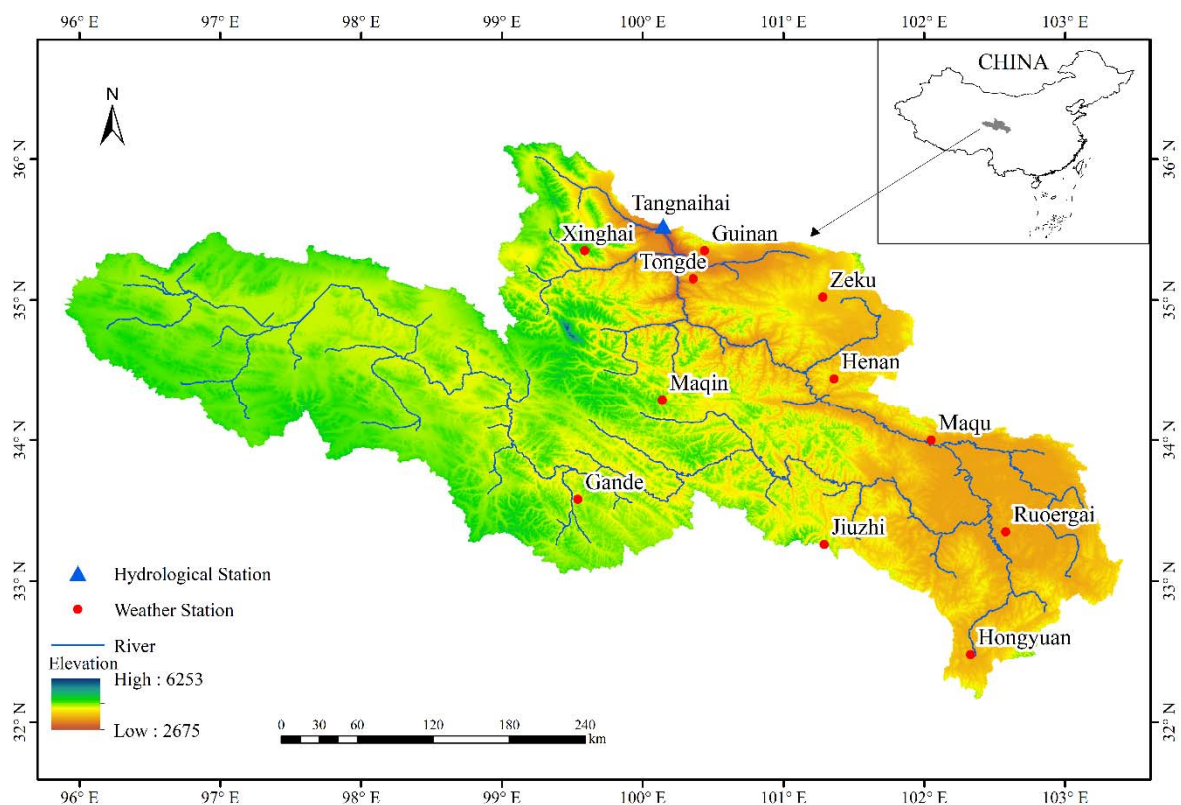 96° E 97° E 98° E 99° E 100° E 101° E 102° E 103° E
CHINA
N
36° N
36° N
Tangnaihai
Xinghai
Guinan
Tongde
Zeku
35° N
35° N
Henan
Maqin
Maqu
34° N
34° N
Gande
Ruoergai
Jiuzhi
Hydrological Station
33° N
33° N
Weather Station
River
Hongyuan
Elevation
High : 6253
Low : 2675
0 30 60 120 180 240
km
32° N
32° N
96° E 97° E 98° E 99° E 100° E 101° E 102° E 103° E